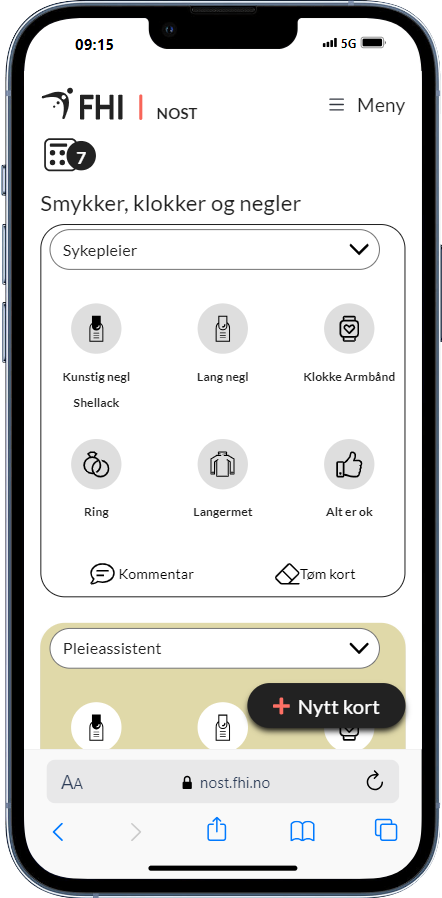 09:15
5G
FHI | NOST
Meny
7
Smykker, klokker og negler
Sykepleier
Kunstig negl
Shellack
Lang negl
Klokke Armbånd
Ring
Langermet
Alt er ok
Kommentar
Tøm kort
Pleieassistent
+ Nytt kort
AA
nost.fhi.no